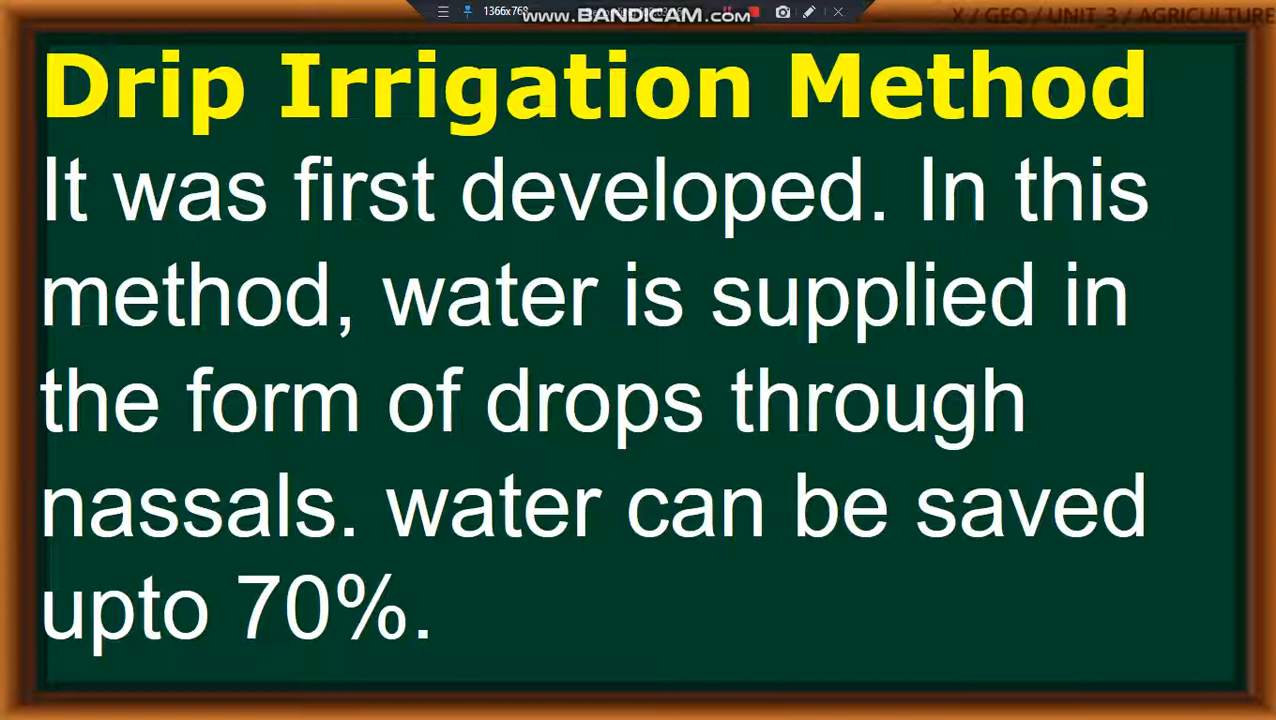 1366x768
www.BANDICAM.com
X / GEO / UNIT_3 / AGRICULTURE
Drip Irrigation Method
It was first developed. In this
method, water is supplied in
the form of drops through
nassals. water can be saved
upto 70%.